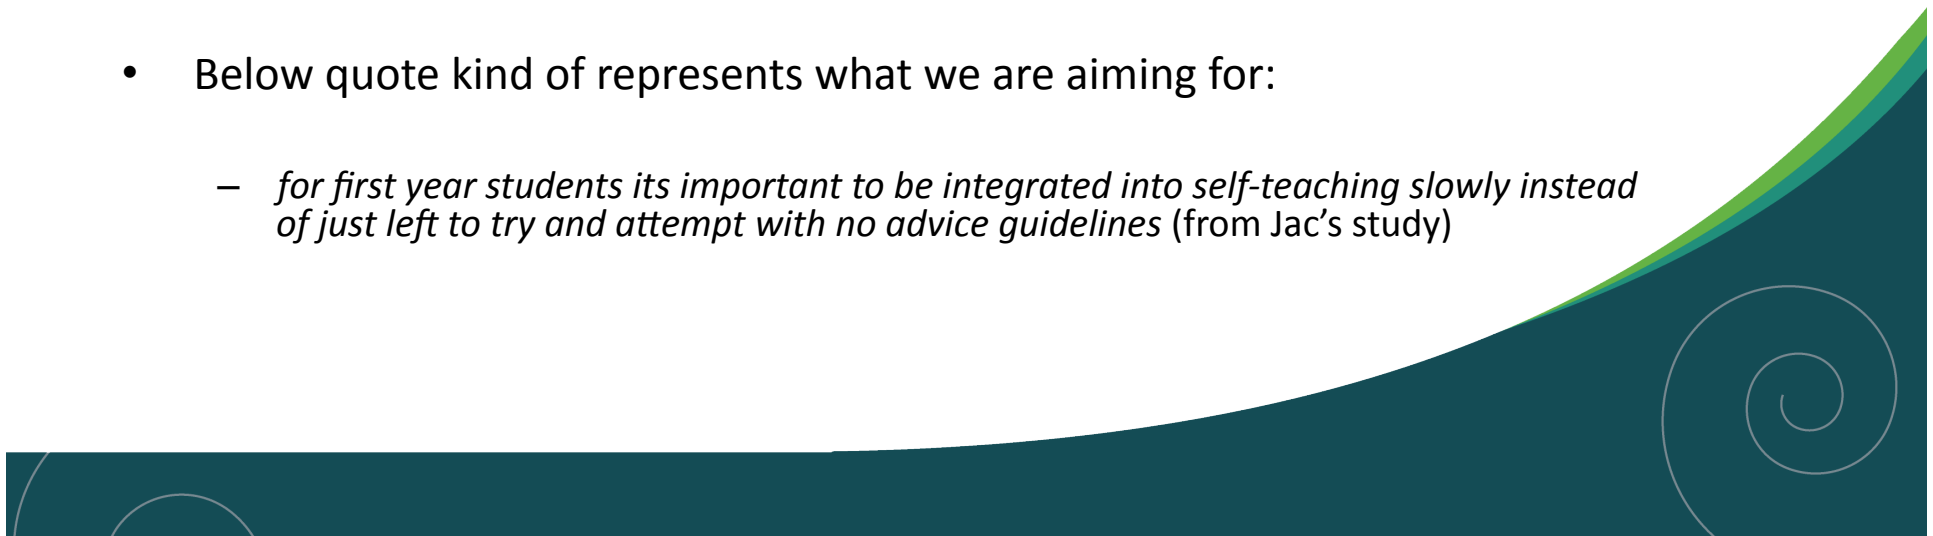 • Below quote kind of represents what we are aiming for:
– for first year students its important to be integrated into self-teaching slowly instead
of just left to try and attempt with no advice guidelines (from Jac’s study)